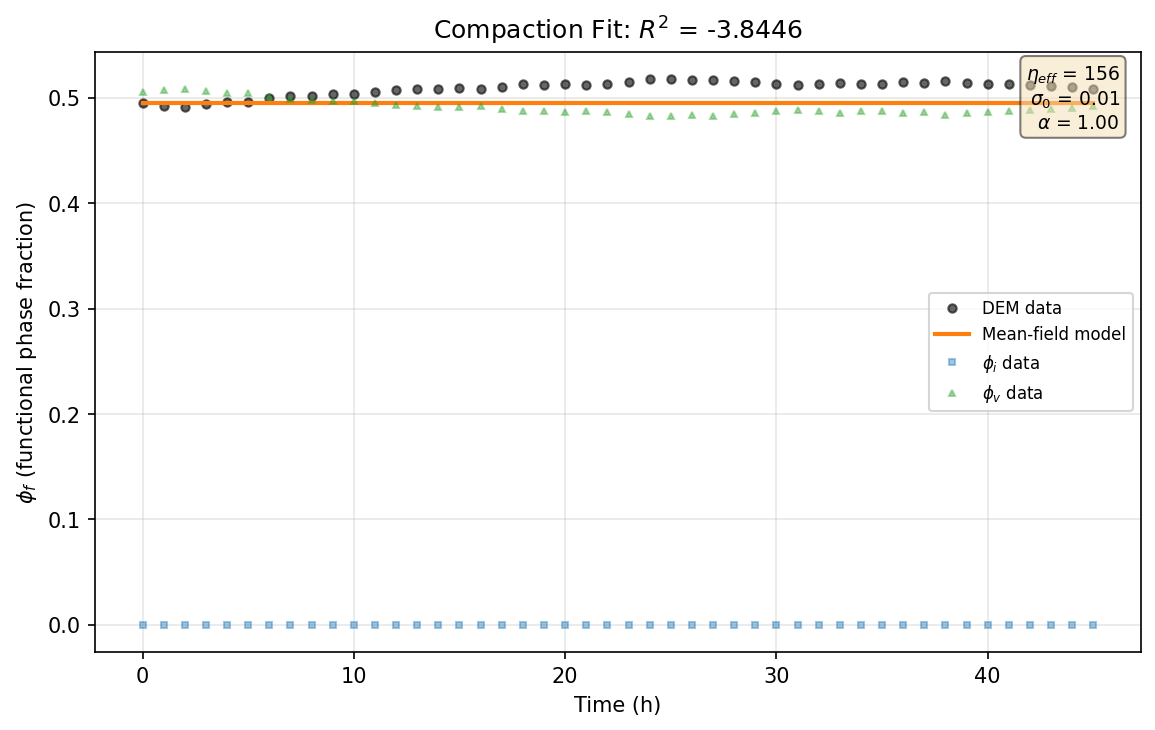 Compaction Fit: R² = -3.8446
η_eff = 156
σ₀ = 0.01
α = 1.00
0.5
0.4
0.3
0.2
0.1
0.0
ϕ_f (functional phase fraction)
DEM data
Mean-field model
ϕ_i data
ϕ_v data
0 10 20 30 40
Time (h)